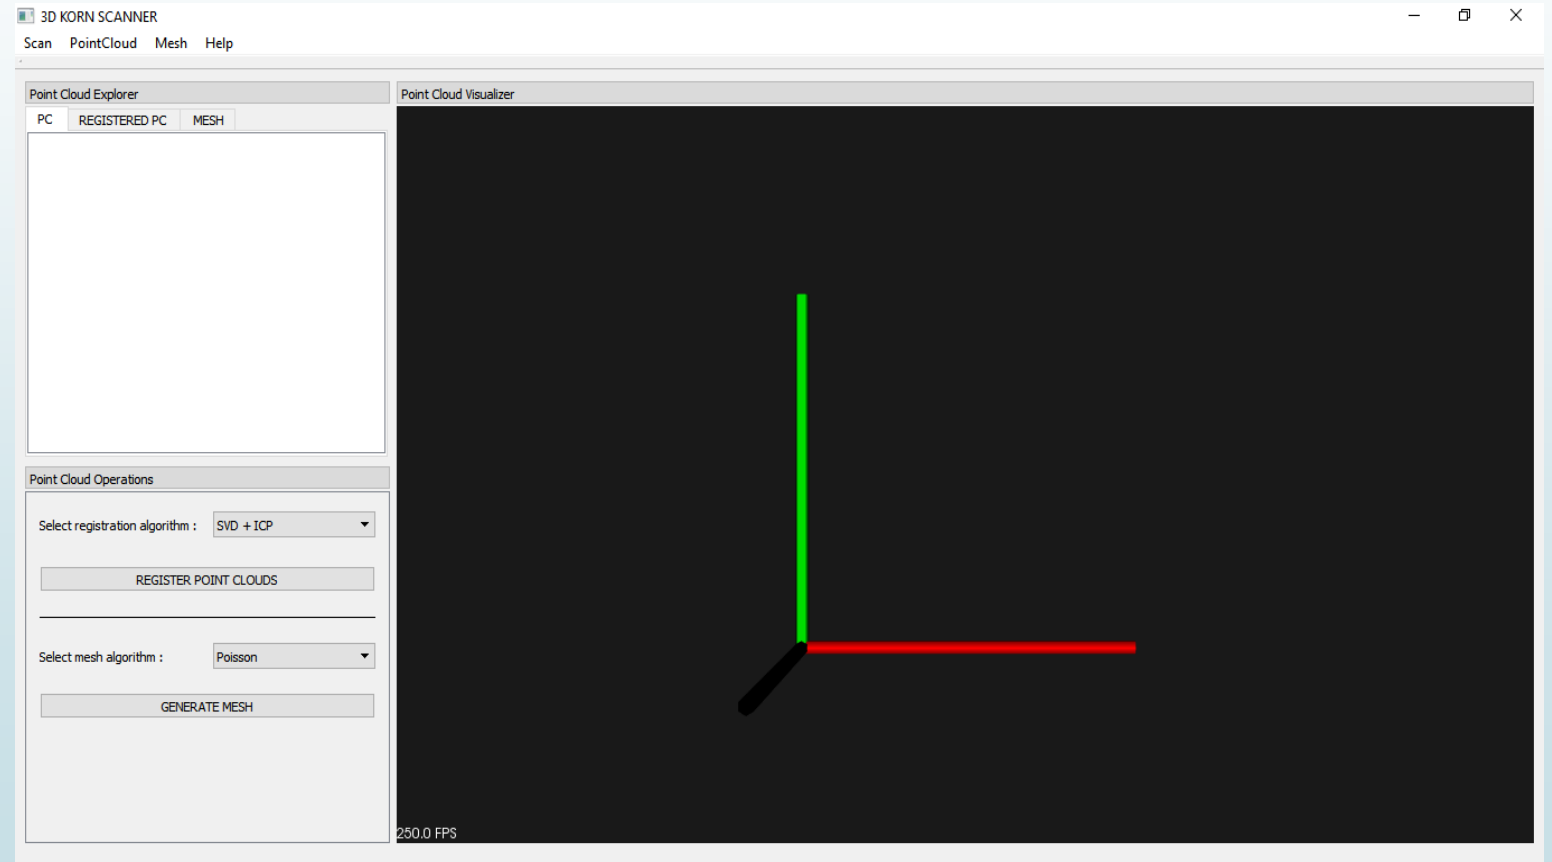 3D KORN SCANNER
Scan PointCloud Mesh Help
Point Cloud Explorer
PC REGISTERED PC MESH
Point Cloud Visualizer
Point Cloud Operations
Select registration algorithm : SVD + ICP
REGISTER POINT CLOUDS
Select mesh algorithm : Poisson
GENERATE MESH
250.0 FPS